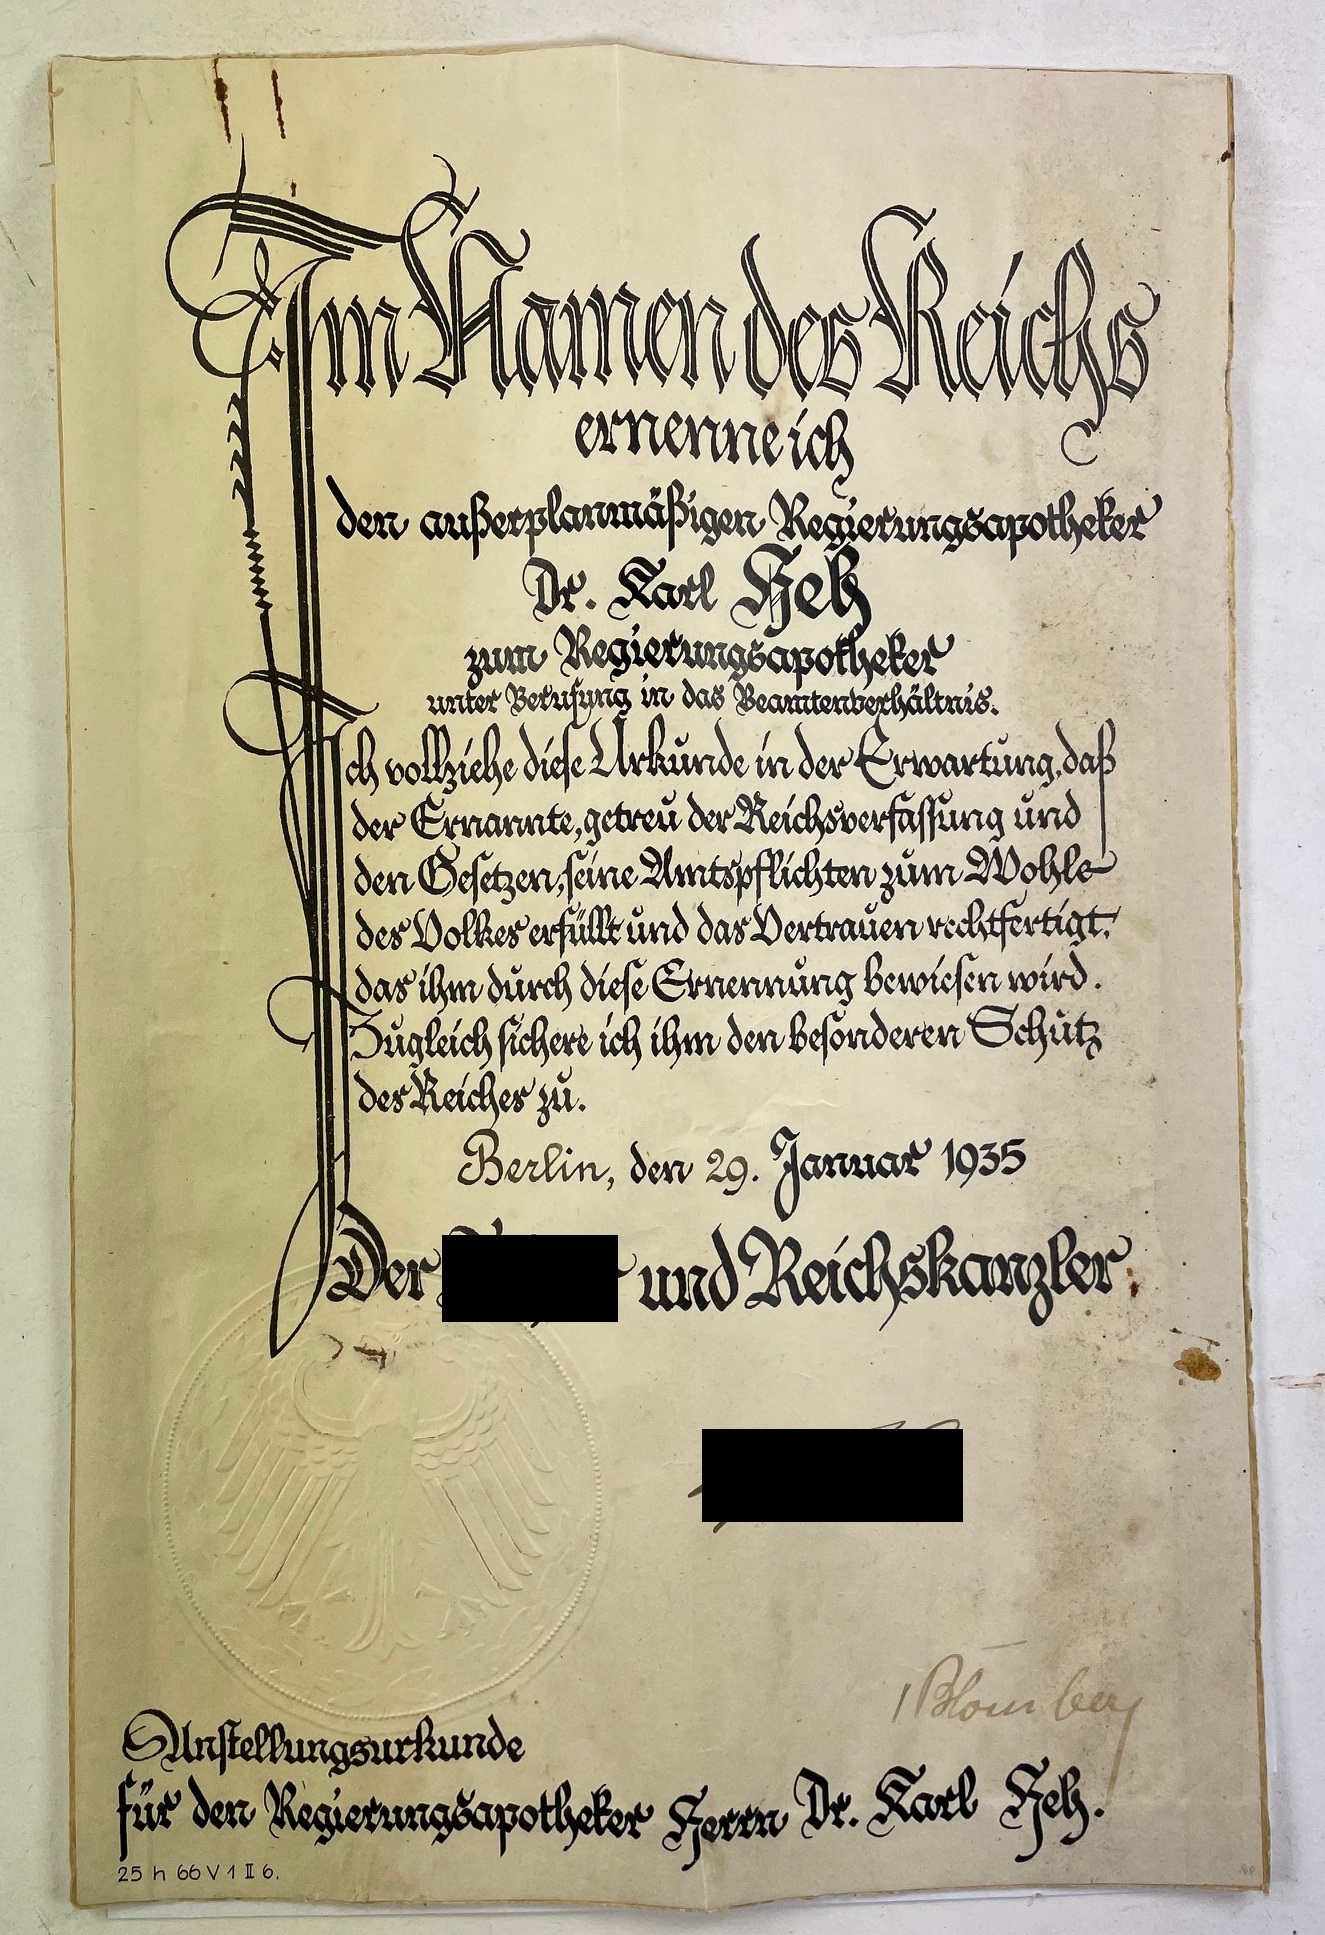 Im Namen des Reichs
ernenne ich
den außerplanmäßigen Regierungsapotheker
Dr. Karl Heh
zum Regierungsapotheker
unter Berufung in das Beamtenverhältnis.
Ich vollziehe diese Urkunde in der Erwartung, daß
der Ernannte, getreu der Reichsverfassung und
den Gesetzen, seine Amtspflichten zum Wohle
des Volkes erfüllt und das Vertrauen rechtfertigt,
das ihm durch diese Ernennung bewiesen wird.
Zugleich sichere ich ihm den besonderen Schutz
des Reiches zu.
Berlin, den 29. Januar 1935
Der und Reichskanzler
Blomberg
Anstellungsurkunde
für den Regierungsapotheker Herrn Dr. Karl Heh.
25 h 66 V 1 II 6.